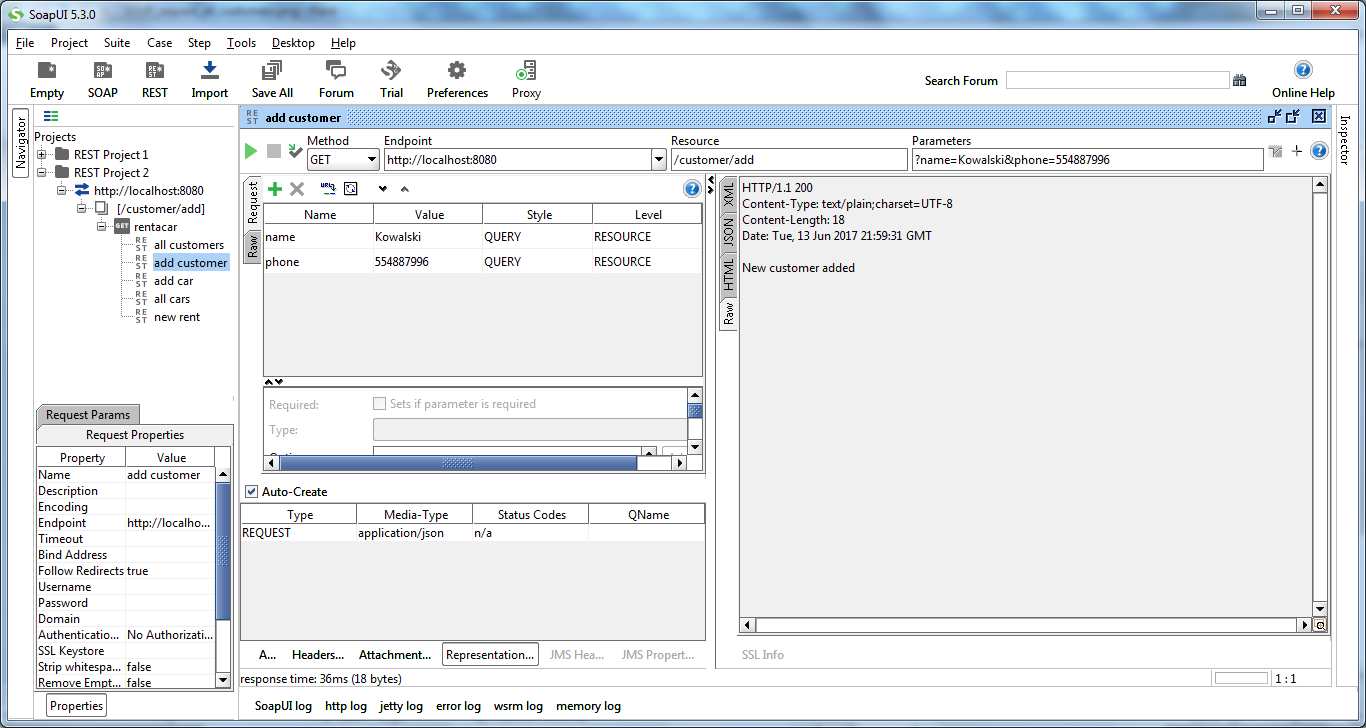 SoapUI 5.3.0
File Project Suite Case Step Tools Desktop Help
Empty SOAP REST Import Save All Forum Trial Preferences Proxy Search Forum Online Help
Navigator
Projects
REST Project 1
REST Project 2
http://localhost:8080
[/customer/add]
GET rentacar
REST all customers
REST add customer
REST add car
REST all cars
REST new rent
Request Params
Request Properties
Property Value
Name add customer
Description
Encoding
Endpoint http://localho...
Timeout
Bind Address
Follow Redirects true
Username
Password
Domain
Authenticatio... No Authorizati...
SSL Keystore
Strip whitespa... false
Remove Empt... false
Properties
REST add customer
Method Endpoint Resource Parameters
GET http://localhost:8080 /customer/add ?name=Kowalski&phone=554887996
Request
Raw
Name Value Style Level
name Kowalski QUERY RESOURCE
phone 554887996 QUERY RESOURCE
Required: Sets if parameter is required
Type:
Auto-Create
Type Media-Type Status Codes QName
REQUEST application/json n/a
A... Headers... Attachment... Representation... JMS Hea... JMS Propert...
XML
JSON
HTML
Raw
HTTP/1.1 200
Content-Type: text/plain;charset=UTF-8
Content-Length: 18
Date: Tue, 13 Jun 2017 21:59:31 GMT
New customer added
SSL Info
Inspector
response time: 36ms (18 bytes) 1 : 1
SoapUI log http log jetty log error log wsrm log memory log